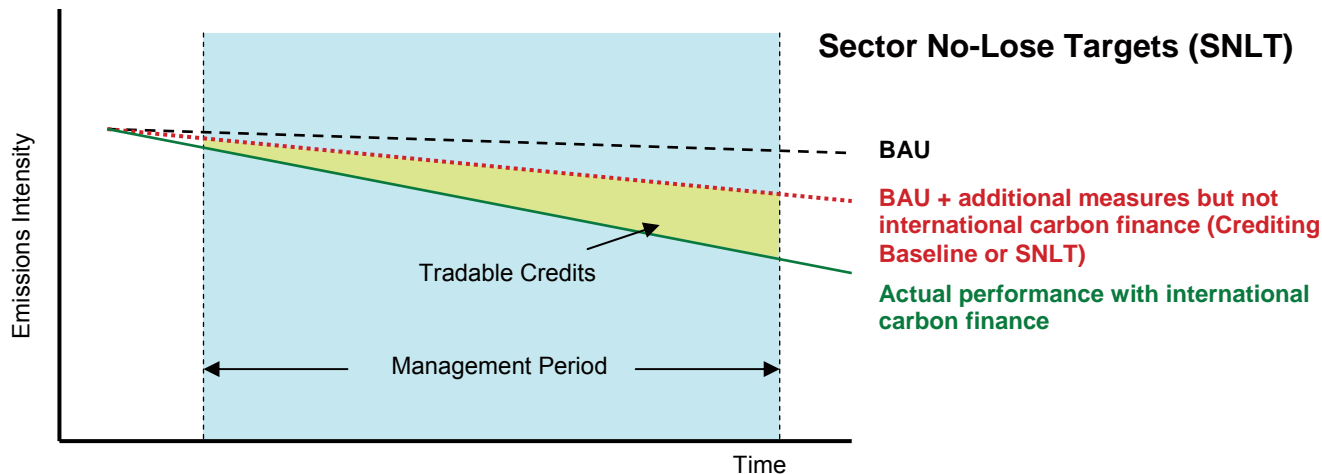 Sector No-Lose Targets (SNLT)
Emissions Intensity
BAU
BAU + additional measures but not
international carbon finance (Crediting
Baseline or SNLT)
Tradable Credits
Actual performance with international
carbon finance
Management Period
Time